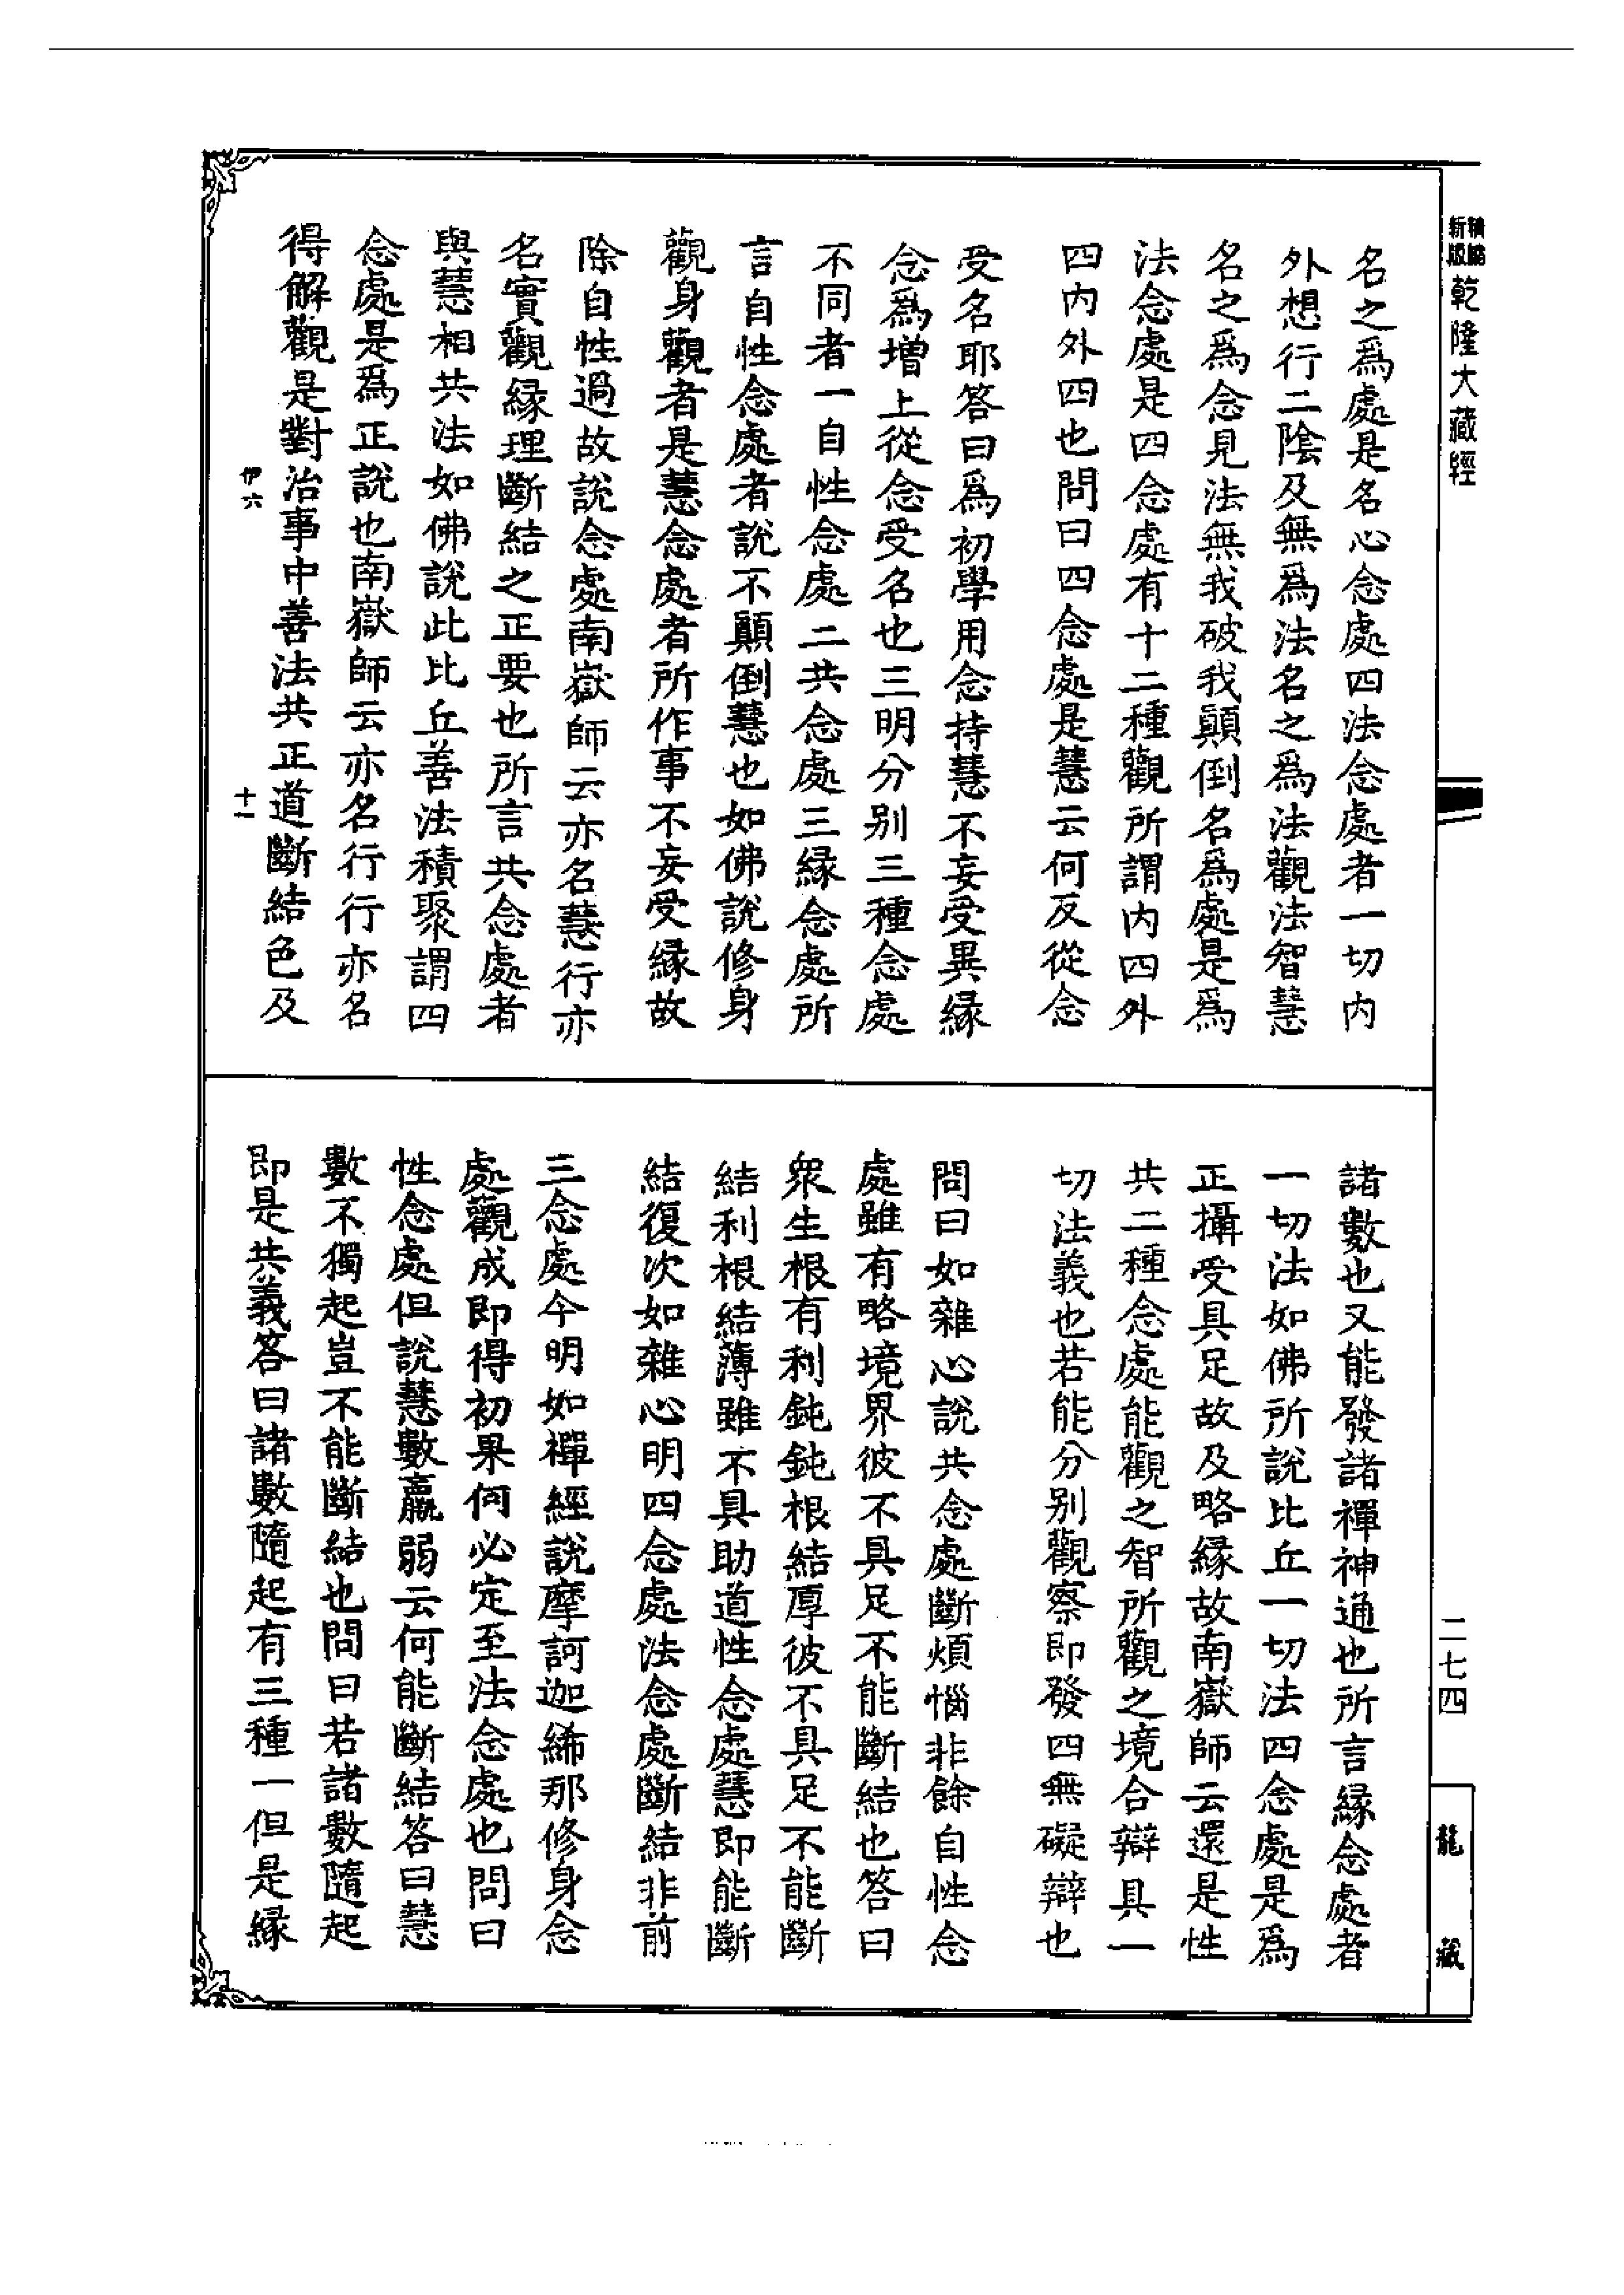 新編
新版
乾隆大藏經
名之爲處是名心念處四法念處者一切內
外想行二陰及無爲法名之爲法觀法智慧
名之爲念見法無我破我顛倒名爲處是爲
法念處是四念處有十二種觀所謂内四外
四内外四也問曰四念處是慧云何反從念
受名耶答曰爲初學用念持慧不妄受異緣
念爲增上從念受名也三明分别三種念處
不同者一自性念處二共念處三緣念處所
言自性念處者説不顛倒慧也如佛説修身
觀身觀者是慧念處者所作事不妄受緣故
除自性過故説念處南嶽師云亦名慧行亦
名實觀緣理斷結之正要也所言共念處者
與慧相共法如佛説此比丘善法積聚謂四
念處是爲正説也南嶽師云亦名行行亦名
得解觀是對治事中善法共正道斷結色及
伊六
十一
諸數也又能發諸禪神通也所言緣念處者
一切法如佛所説比丘一切法四念處是爲
正攝受具足故及略緣故南嶽師云還是性
共二種念處能觀之智所觀之境合辯具一
切法義也若能分别觀察即發四無礙辯也
問曰如雜心説共念處斷煩惱非餘自性念
處雖有略境界彼不具足不能斷結也答曰
衆生根有利鈍鈍根結厚彼不具足不能斷
結利根結薄雖不具助道性念處慧即能斷
結復次如雜心明四念處法念處斷結非前
三念處今明如禪經説摩訶迦絺那修身念
處觀成即得初果何必定至法念處也問曰
性念處但説慧數羸弱云何能斷結答曰慧
數不獨起豈不能斷結也問曰若諸數隨起
即是共義答曰諸數隨起有三種一但是緣
二七四
龍藏